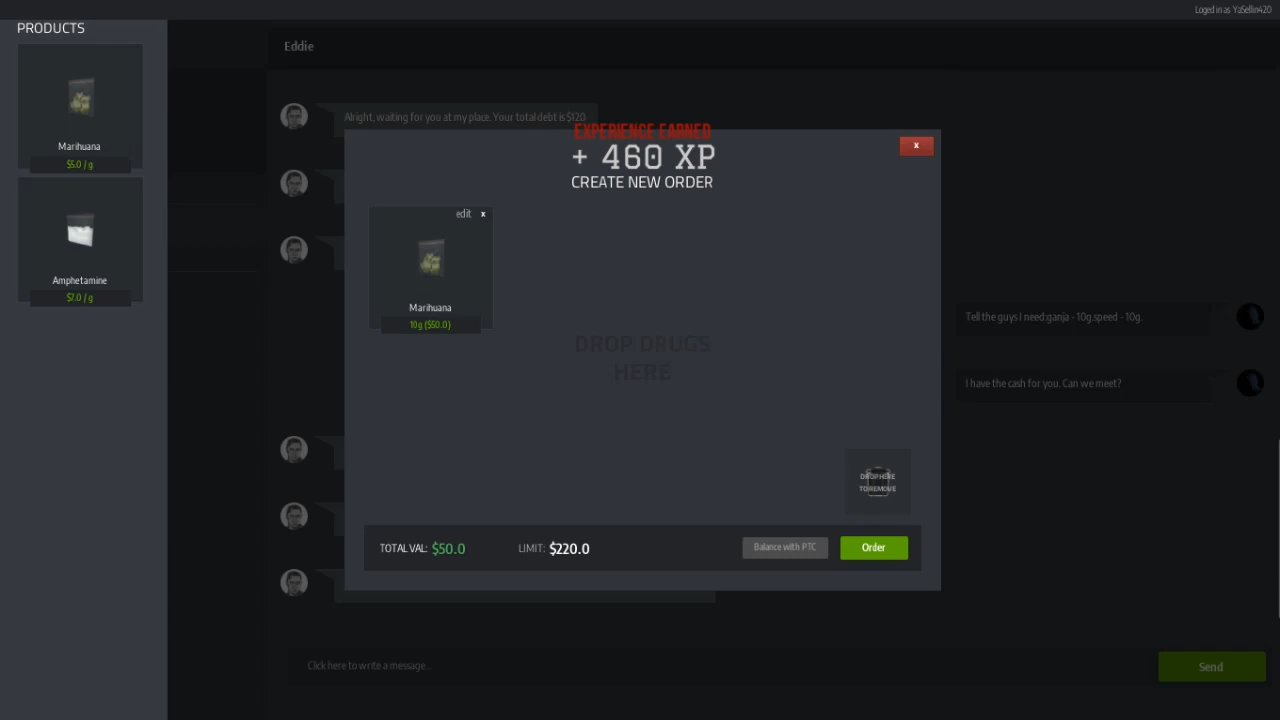 Loged in as YaSellin420
PRODUCTS
Marihuana
$5.0 / g
Amphetamine
$7.0 / g
Eddie
Alright, waiting for you at my place. Your total debt is $120
EXPERIENCE EARNED
+ 460 XP
CREATE NEW ORDER
x
edit x
Marihuana
10g ($50.0)
DROP DRUGS
HERE
Tell the guys I need:ganja - 10g.speed - 10g.
I have the cash for you. Can we meet?
DROP HERE
TO REMOVE
TOTAL VAL: $50.0
LIMIT: $220.0
Balance with PTC
Order
Click here to write a message...
Send